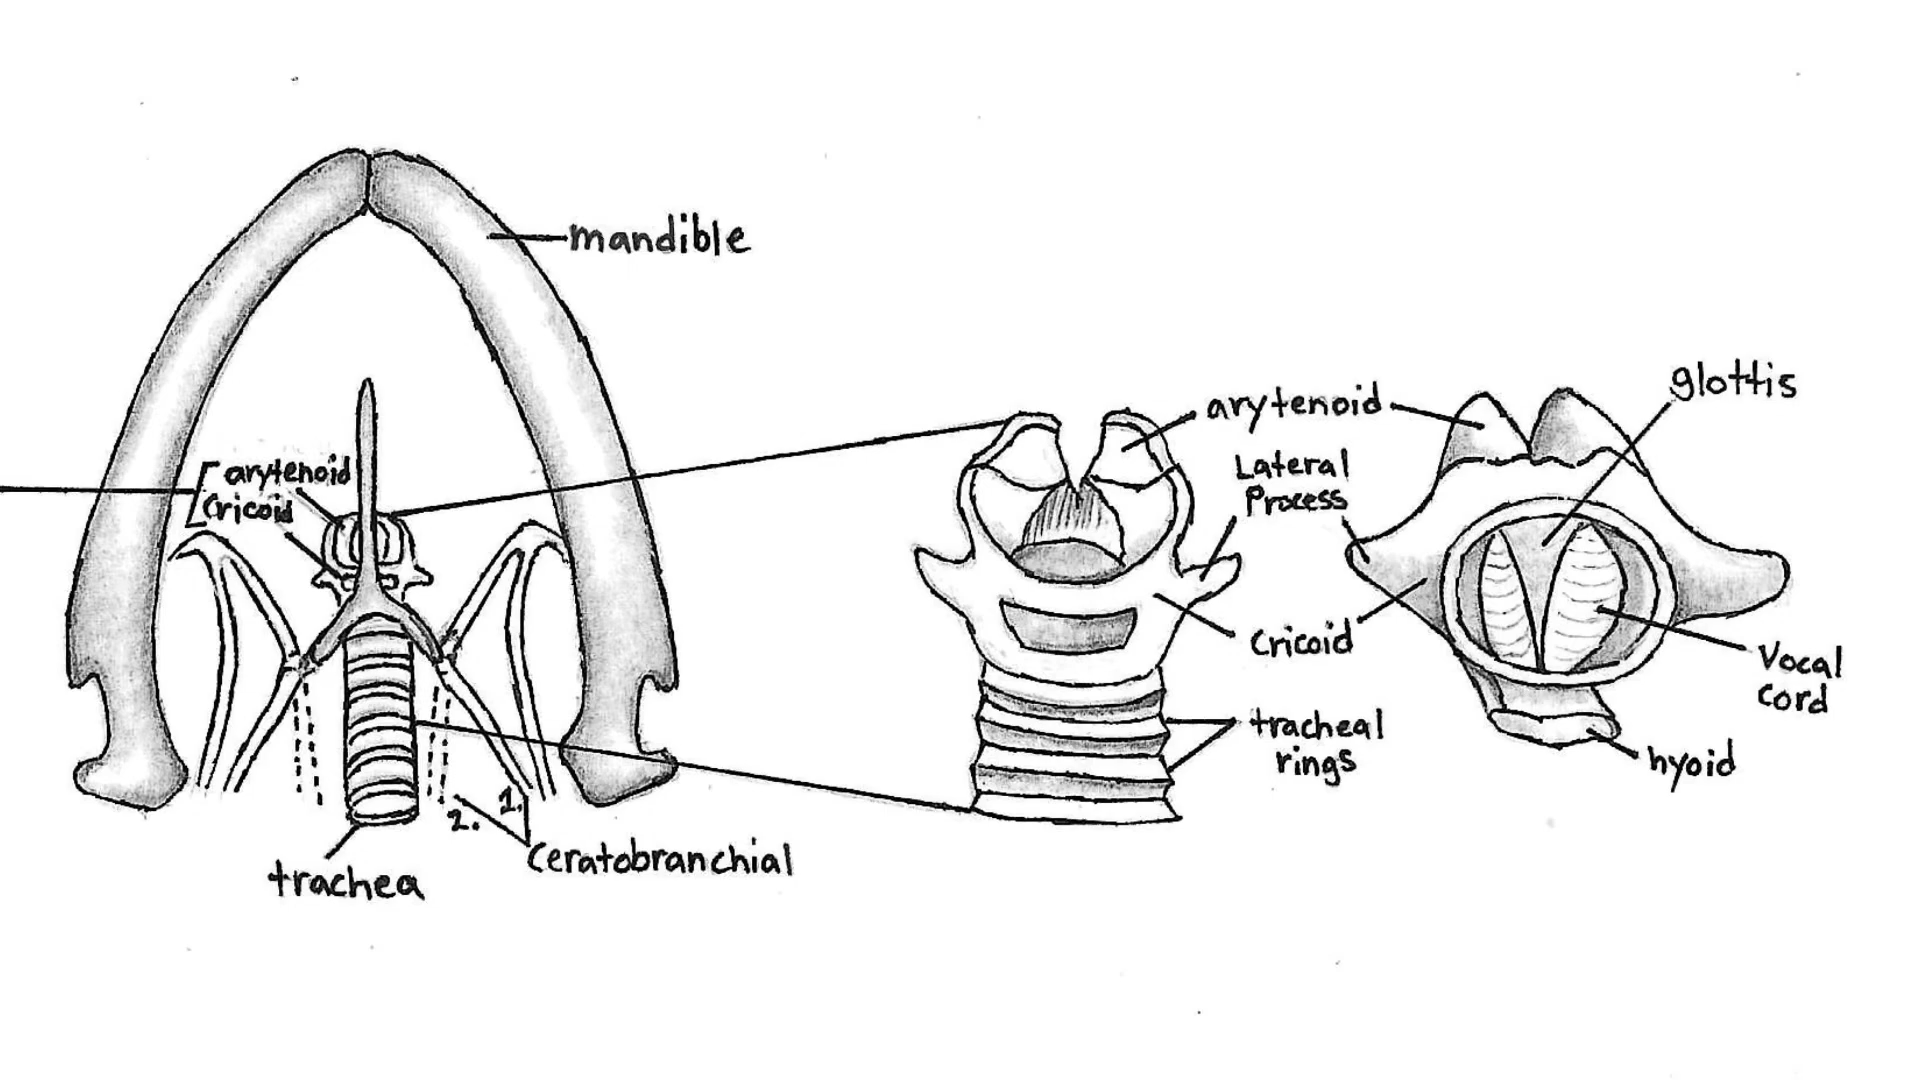 mandible
arytenoid
Cricoid
trachea
1.
2.
Ceratobranchial
arytenoid
Lateral
Process
Cricoid
tracheal
rings
glottis
Vocal
cord
hyoid